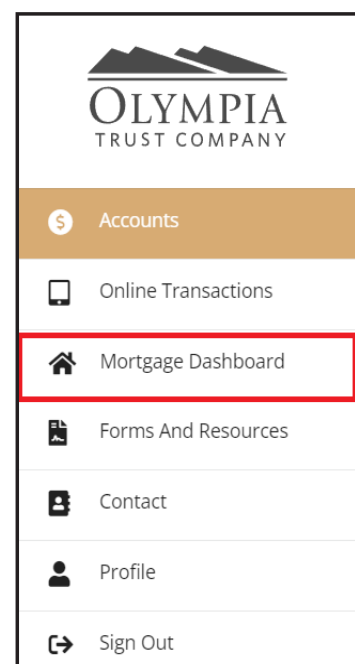 OLYMPIA
TRUST COMPANY
Accounts
Online Transactions
Mortgage Dashboard
Forms And Resources
Contact
Profile
Sign Out